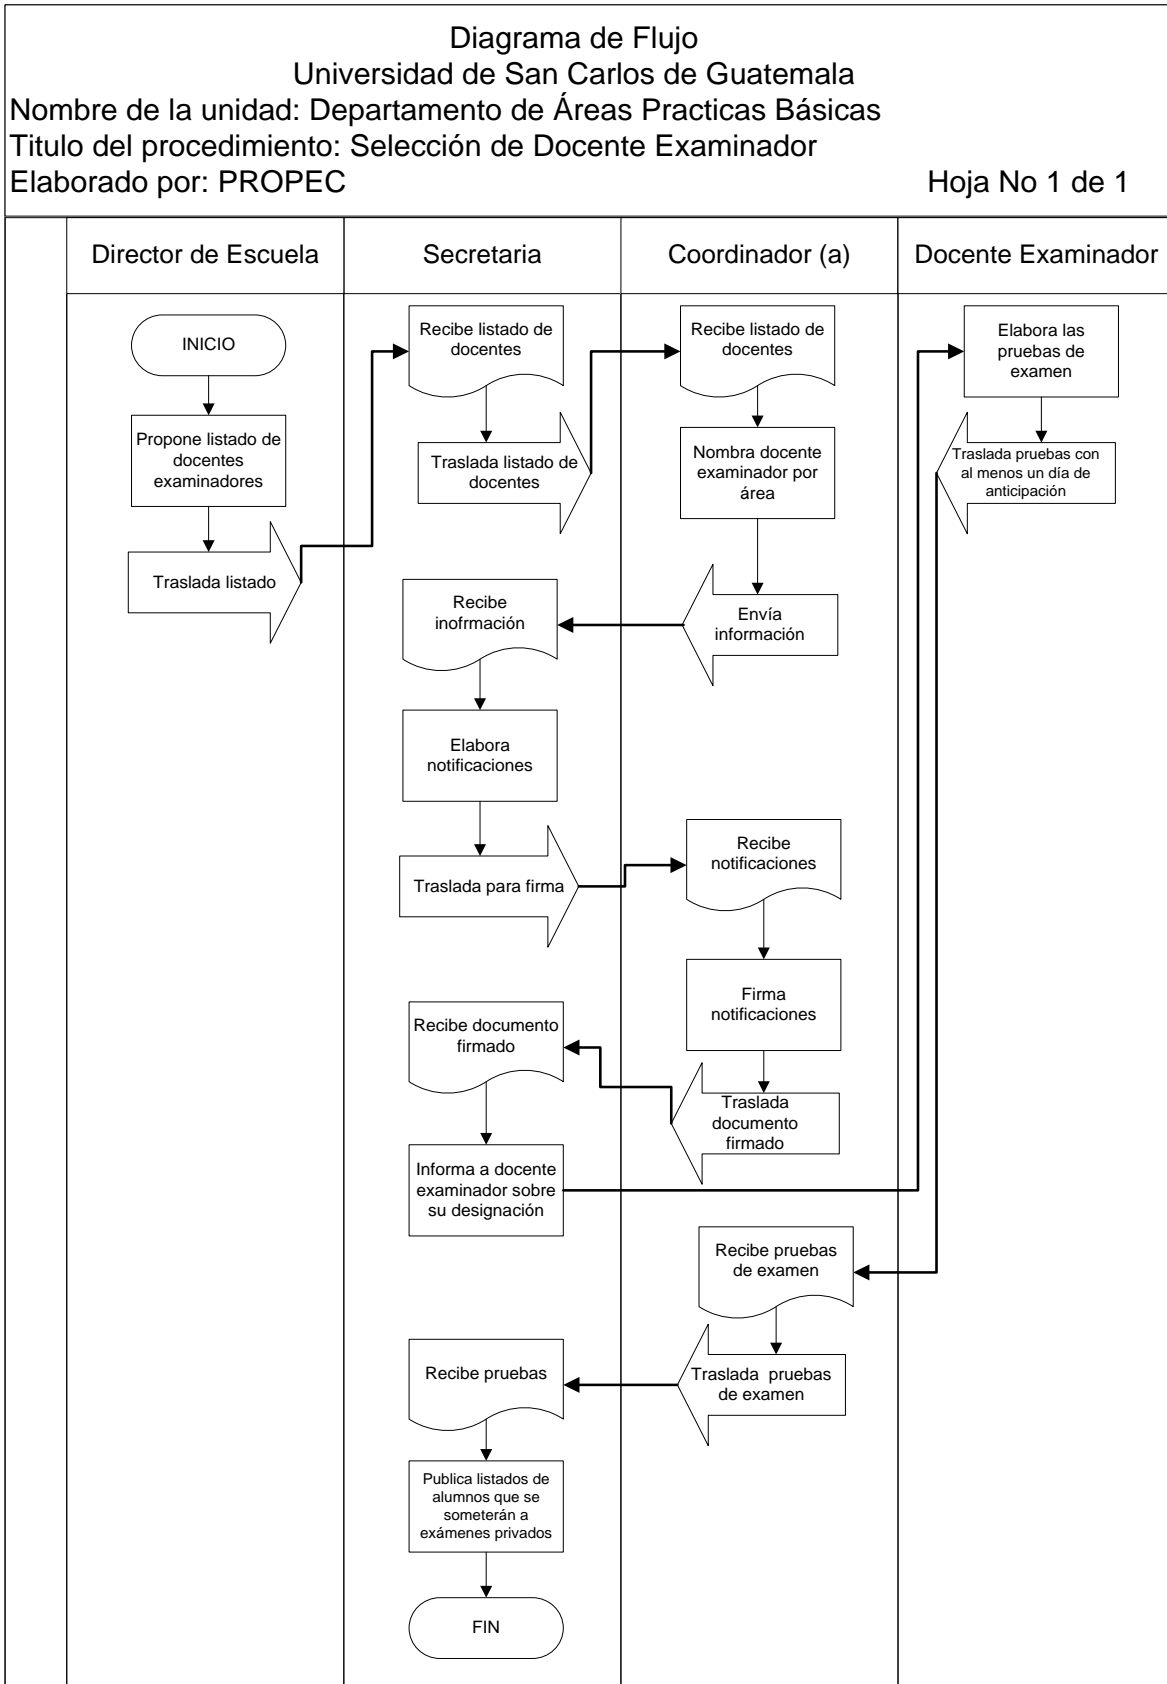 Diagrama de Flujo
Universidad de San Carlos de Guatemala
Nombre de la unidad: Departamento de Áreas Practicas Básicas
Titulo del procedimiento: Selección de Docente Examinador
Elaborado por: PROPEC
Hoja No 1 de 1
Director de Escuela
Secretaria
Coordinador (a)
Docente Examinador
INICIO
Propone listado de
docentes
examinadores
Traslada listado
Recibe listado de
docentes
Traslada listado de
docentes
Recibe listado de
docentes
Nombra docente
examinador por
área
Envía
información
Recibe
inofrmación
Elabora
notificaciones
Traslada para firma
Recibe
notificaciones
Firma
notificaciones
Traslada
documento
firmado
Recibe documento
firmado
Informa a docente
examinador sobre
su designación
Elabora las
pruebas de
examen
Traslada pruebas con
al menos un día de
anticipación
Recibe pruebas
de examen
Traslada  pruebas
de examen
Recibe pruebas
Publica listados de
alumnos que se
someterán a
exámenes privados
FIN